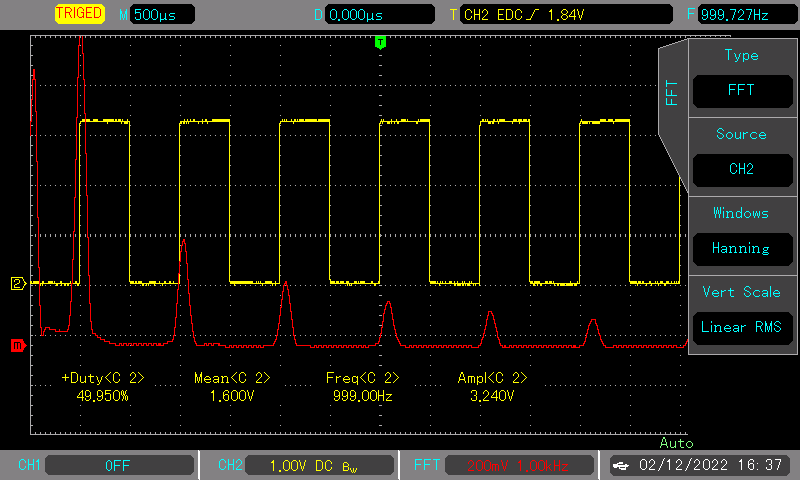 TRIGED M 500µs D 0.000µs T CH2 EDC 1.84V F 999.727Hz
T
FFT
Type
FFT
Source
CH2
Windows
Hanning
Vert Scale
Linear RMS
2
m
+Duty<C 2> Mean<C 2> Freq<C 2> Ampl<C 2>
49.950% 1.600V 999.00Hz 3.240V
Auto
CH1 OFF CH2 1.00V DC BW FFT 200mV 1.00kHz 02/12/2022 16:37